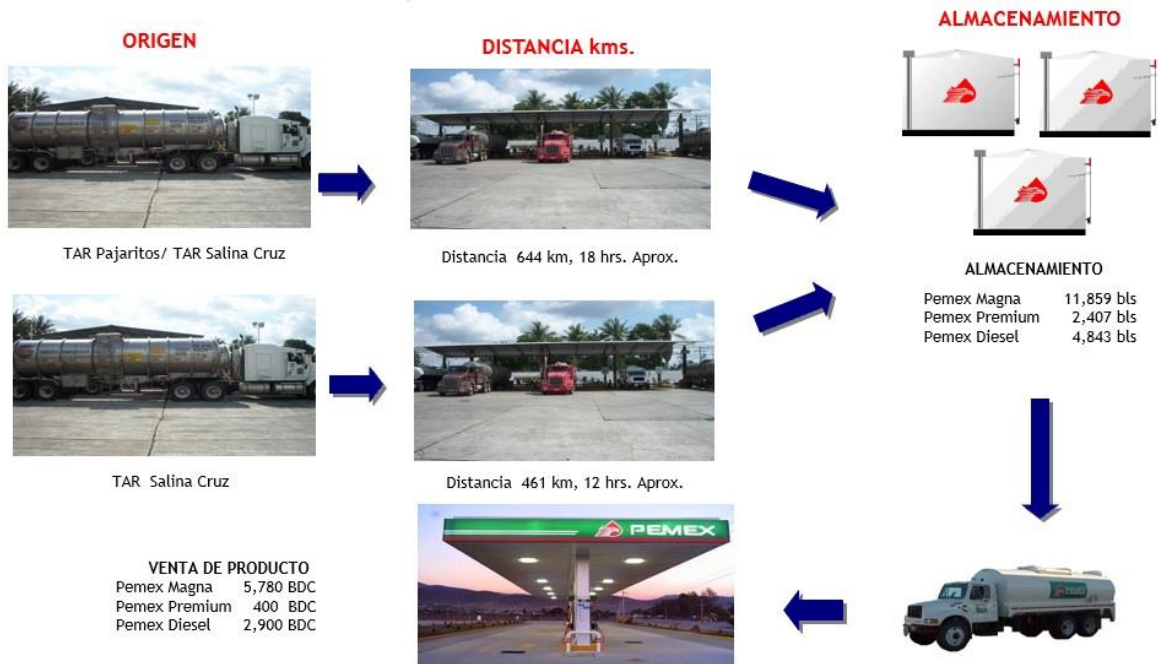 ORIGEN
DISTANCIA kms.
ALMACENAMIENTO
TAR Pajaritos/ TAR Salina Cruz
Distancia 644 km, 18 hrs. Aprox.
ALMACENAMIENTO
Pemex Magna 11,859 bls
Pemex Premium 2,407 bls
Pemex Diesel 4,843 bls
TAR Salina Cruz
Distancia 461 km, 12 hrs. Aprox.
VENTA DE PRODUCTO
Pemex Magna 5,780 BDC
Pemex Premium 400 BDC
Pemex Diesel 2,900 BDC
PEMEX
PEMEX